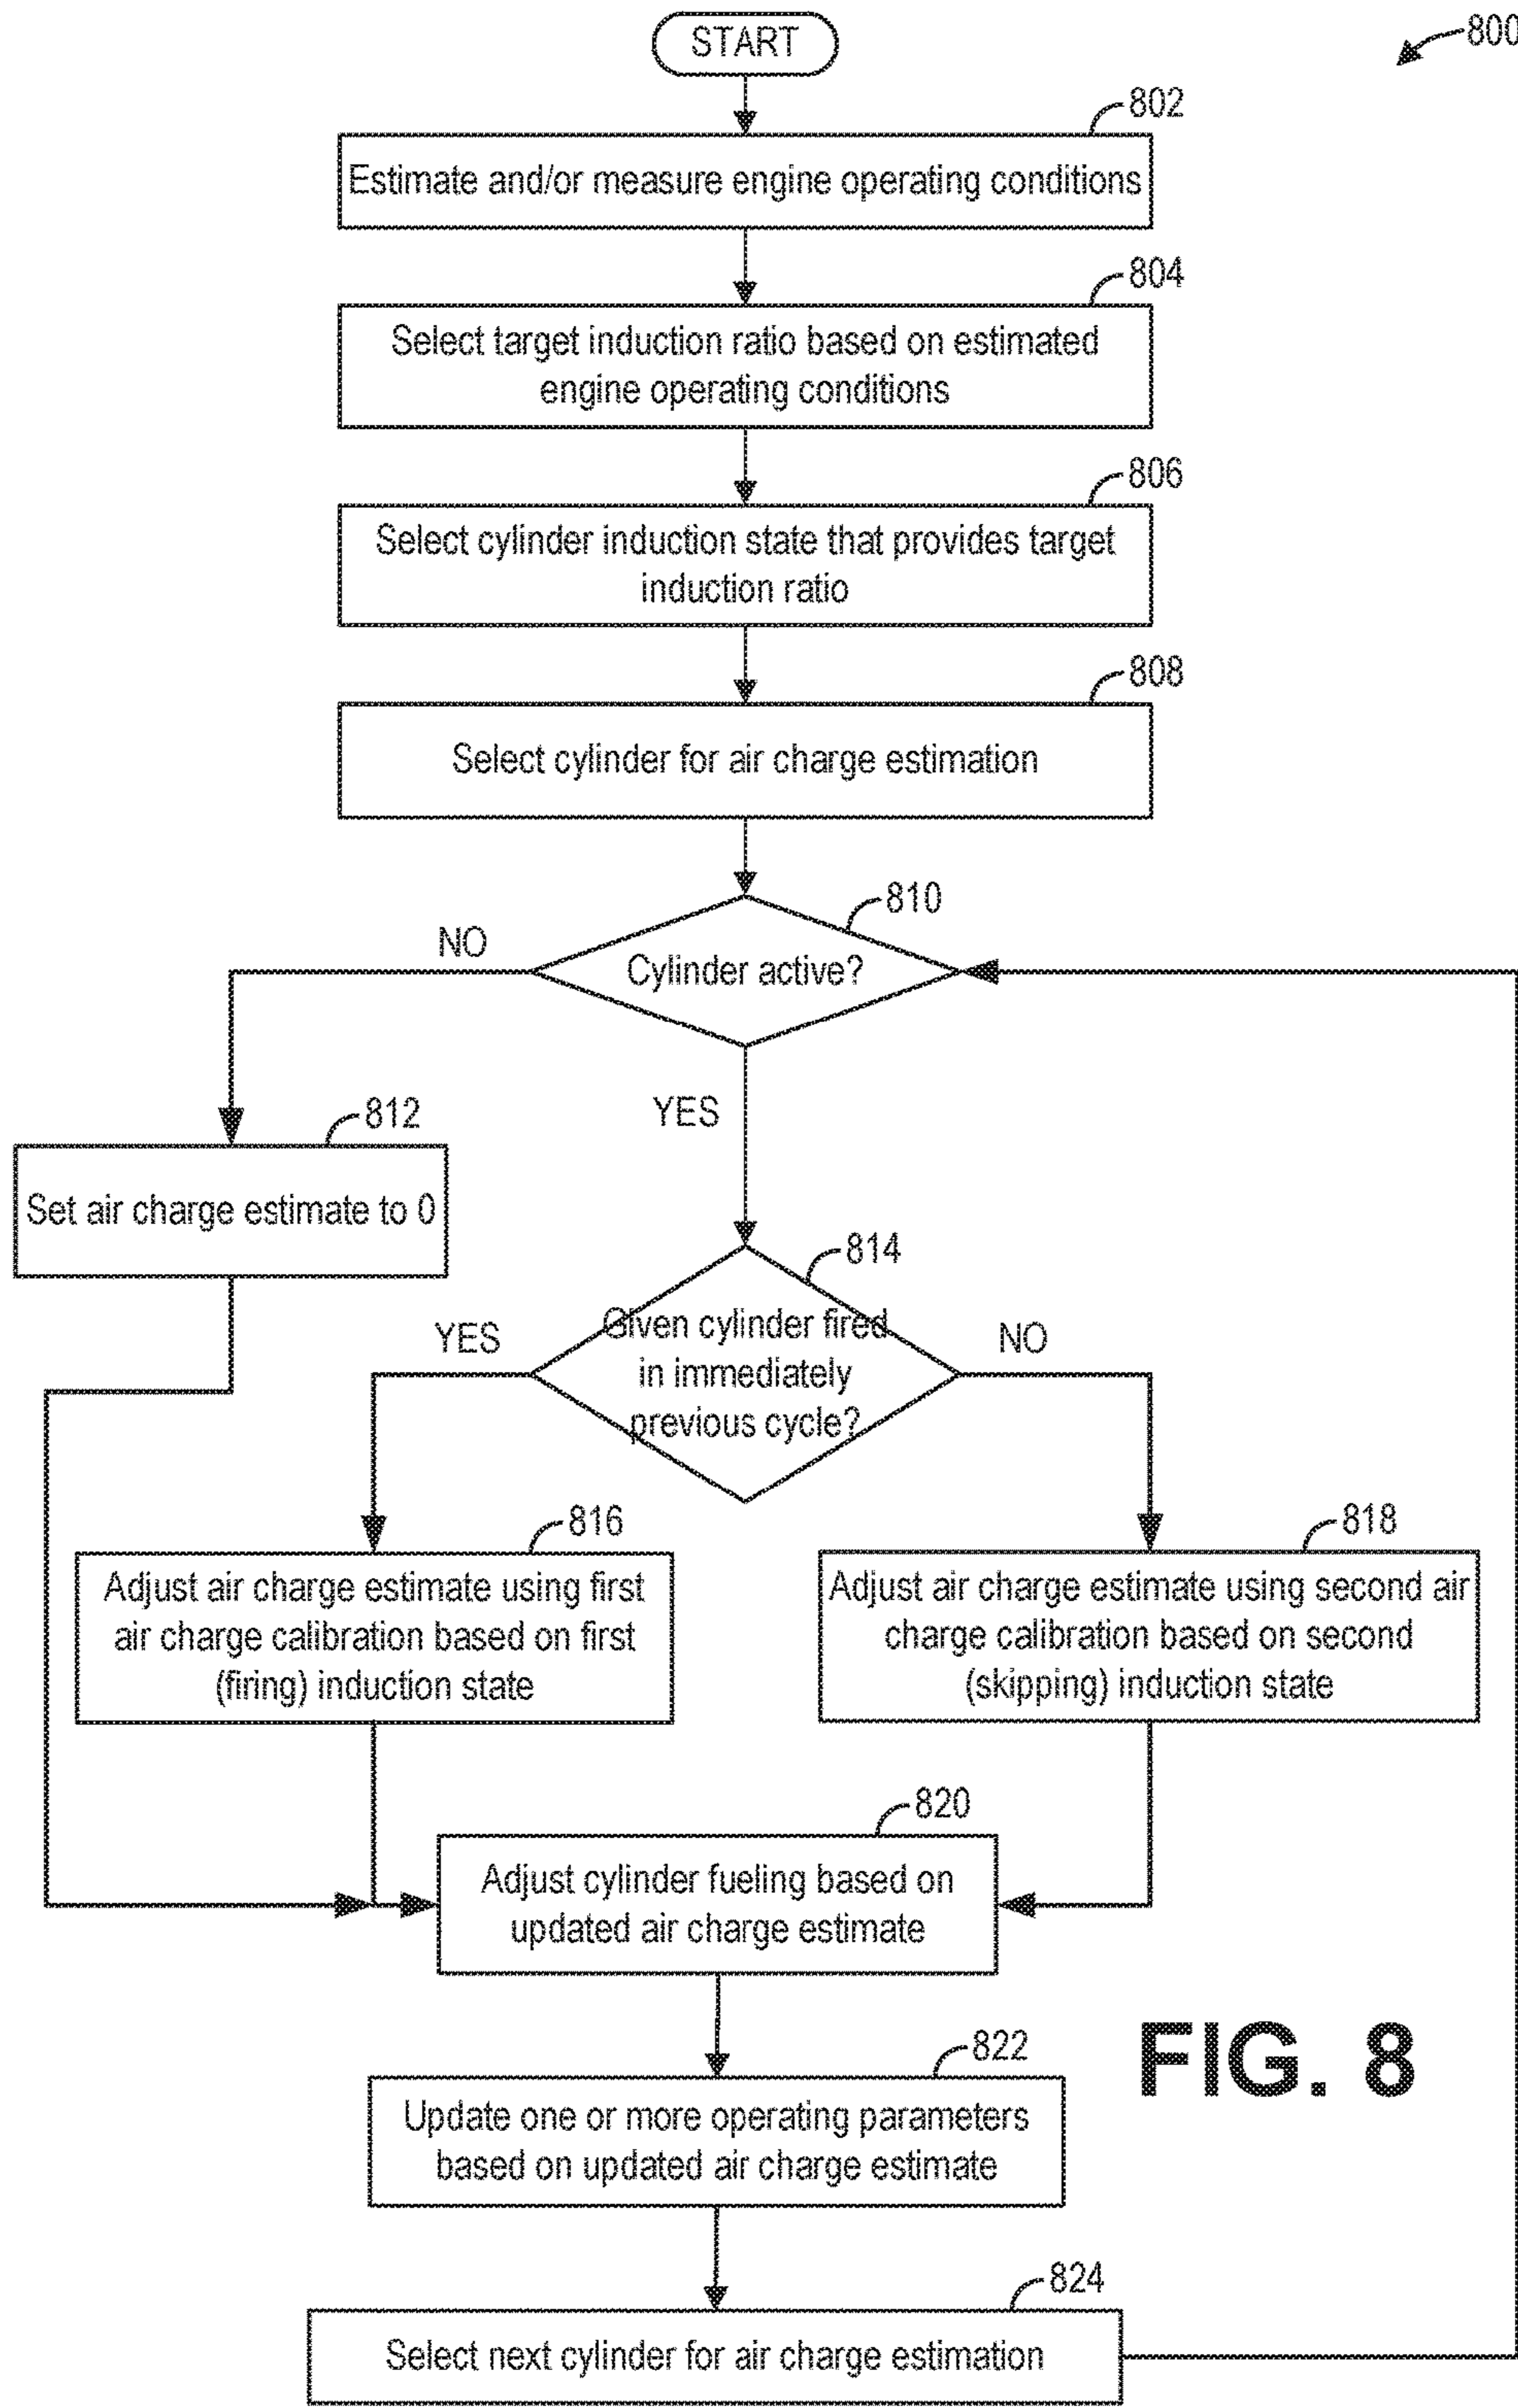 START
800
802
Estimate and/or measure engine operating conditions
804
Select target induction ratio based on estimated
engine operating conditions
806
Select cylinder induction state that provides target
induction ratio
808
Select cylinder for air charge estimation
810
NO
Cylinder active?
YES
812
Set air charge estimate to 0
814
YES
Given cylinder fired
in immediately
previous cycle?
NO
816
Adjust air charge estimate using first
air charge calibration based on first
(firing) induction state
818
Adjust air charge estimate using second air
charge calibration based on second
(skipping) induction state
820
Adjust cylinder fueling based on
updated air charge estimate
822
Update one or more operating parameters
based on updated air charge estimate
FIG. 8
824
Select next cylinder for air charge estimation